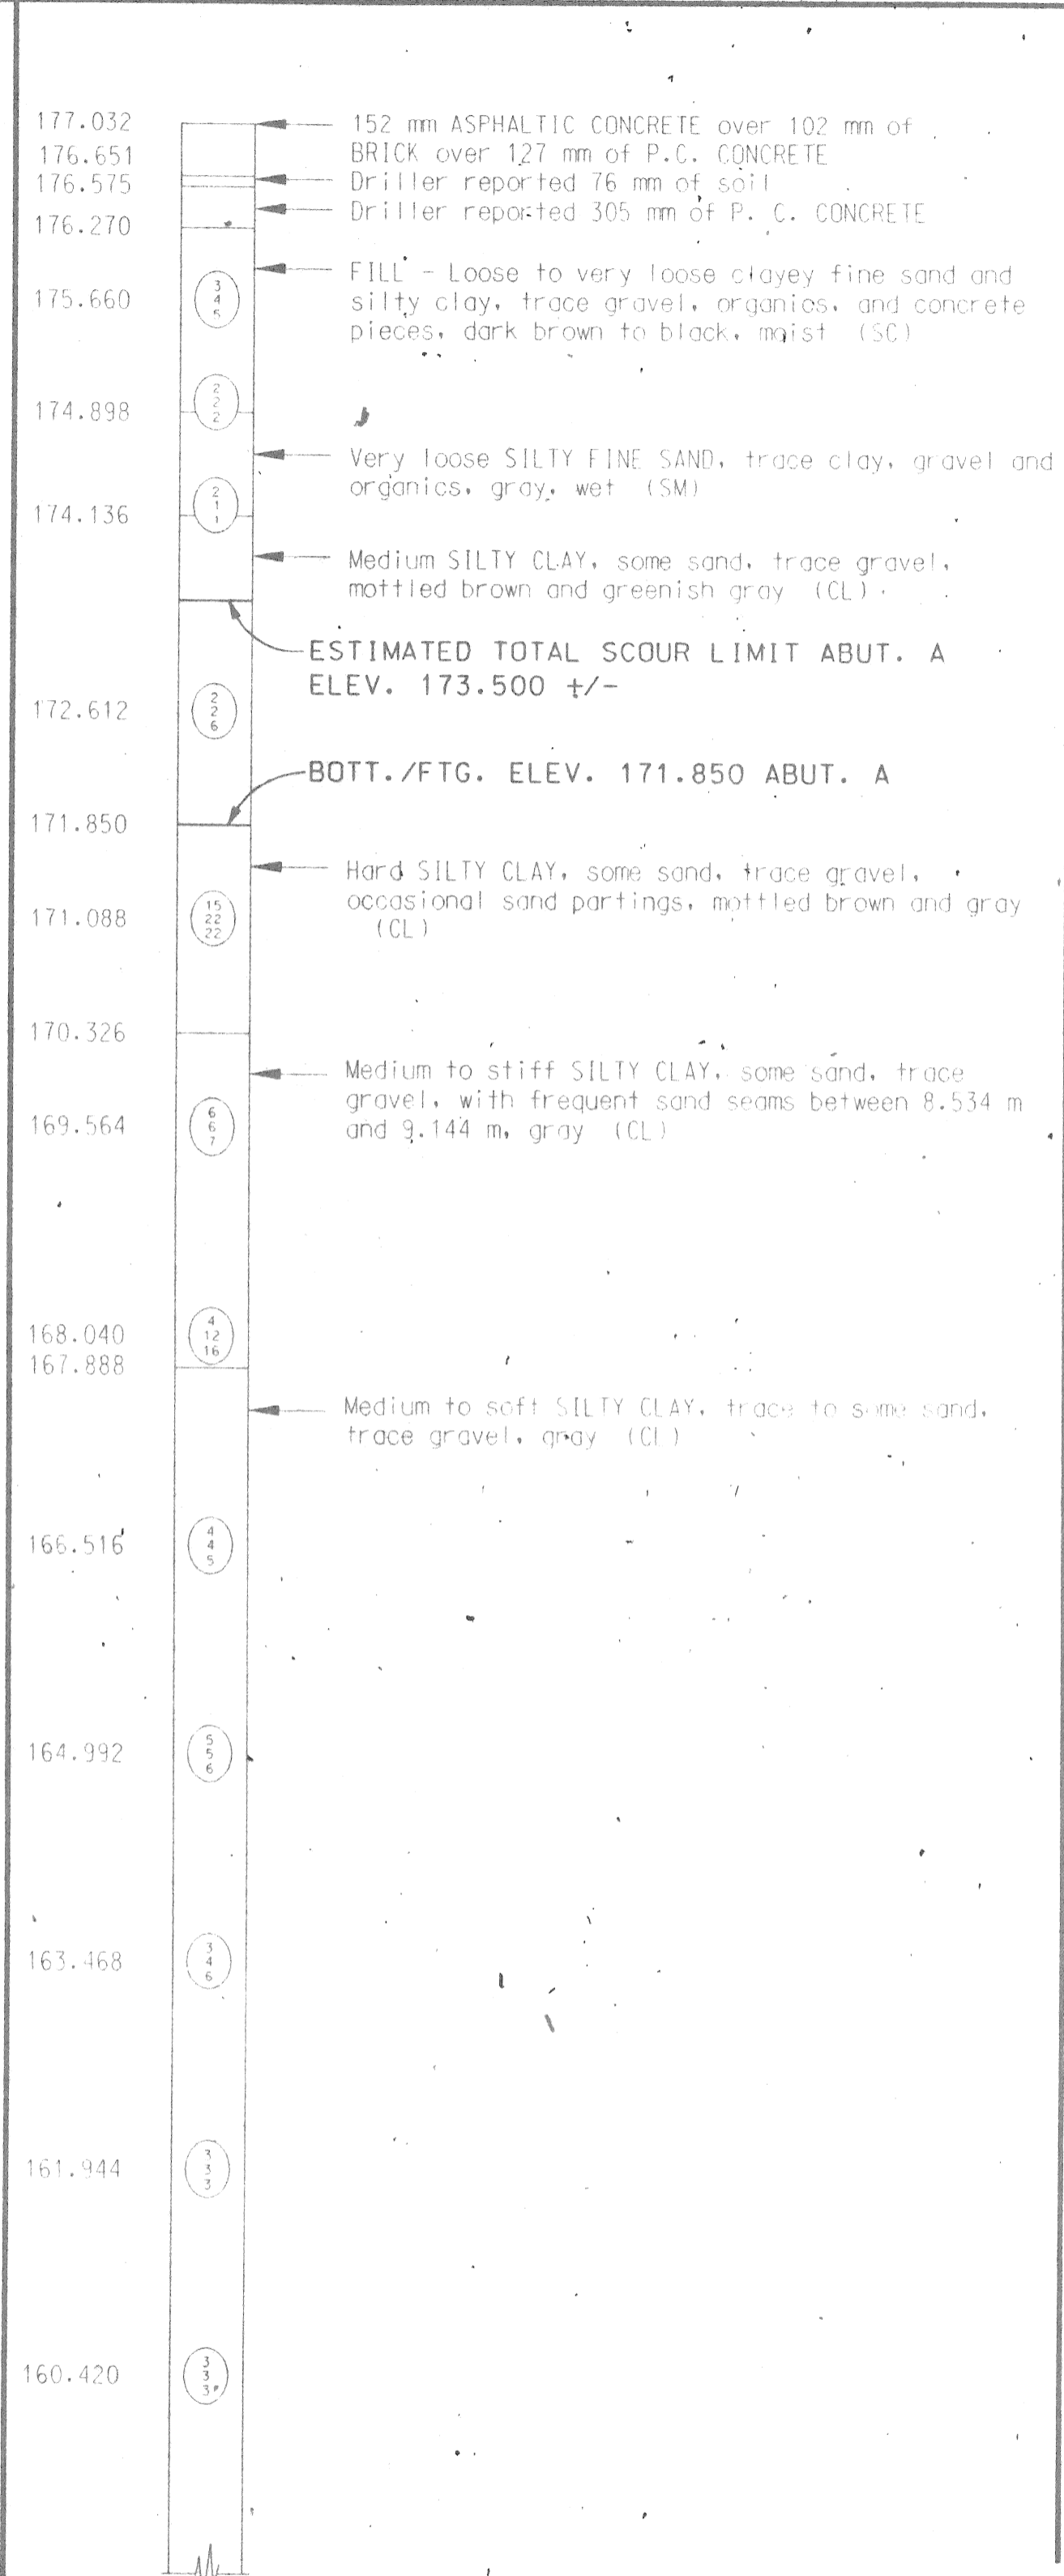 177.032
152 mm ASPHALTIC CONCRETE over 102 mm of
176.651
BRICK over 127 mm of P.C. CONCRETE
176.575
Driller reported 76 mm of soil
Driller reported 305 mm of P. C. CONCRETE
176.270
FILL - Loose to very loose clayey fine sand and
175.660
3
4
5
silty clay, trace gravel, organics, and concrete
pieces, dark brown to black, moist (SC)
174.898
2
2
2
Very loose SILTY FINE SAND, trace clay, gravel and
organics, gray, wet (SM)
174.136
2
1
1
Medium SILTY CLAY, some sand, trace gravel,
mottled brown and greenish gray (CL)
ESTIMATED TOTAL SCOUR LIMIT ABUT. A
ELEV. 173.500 +/-
172.612
2
2
6
BOTT./FTG. ELEV. 171.850 ABUT. A
171.850
Hard SILTY CLAY, some sand, trace gravel,
occasional sand partings, mottled brown and gray
(CL)
171.088
15
22
22
170.326
Medium to stiff SILTY CLAY, some sand, trace
gravel, with frequent sand seams between 8.534 m
and 9.144 m, gray (CL)
169.564
6
6
7
168.040
4
12
16
167.888
Medium to soft SILTY CLAY, trace to some sand,
trace gravel, gray (CL)
166.516
4
4
5
164.992
5
5
6
163.468
3
4
6
161.944
3
3
3
160.420
3
3
3